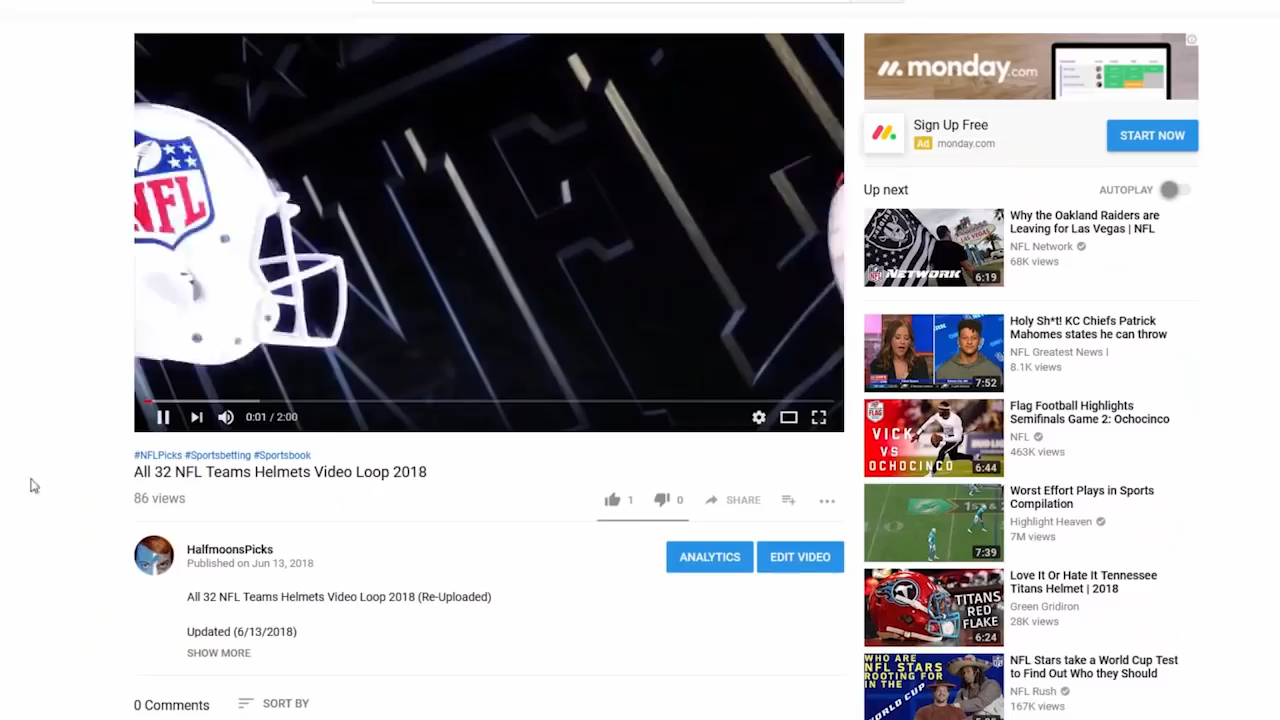 NFL
NFL
0:01 / 2:00
#NFLPicks #Sportsbetting #Sportsbook
All 32 NFL Teams Helmets Video Loop 2018
86 views
1
0
SHARE
HalfmoonsPicks
Published on Jun 13, 2018
ANALYTICS
EDIT VIDEO
All 32 NFL Teams Helmets Video Loop 2018 (Re-Uploaded)
Updated (6/13/2018)
SHOW MORE
0 Comments
SORT BY
monday.com
Sign Up Free
Ad monday.com
START NOW
Up next
AUTOPLAY
NETWORK
6:19
Why the Oakland Raiders are
Leaving for Las Vegas | NFL
NFL Network
68K views
7:52
Holy Sh*t! KC Chiefs Patrick
Mahomes states he can throw
NFL Greatest News I
8.1K views
FLAG
VICK
VS
OCHOCINCO
6:44
Flag Football Highlights
Semifinals Game 2: Ochocinco
NFL
463K views
1st &
7:39
Worst Effort Plays in Sports
Compilation
Highlight Heaven
7M views
TITANS
RED
FLAKE
6:24
Love It Or Hate It Tennessee
Titans Helmet | 2018
Green Gridiron
28K views
WHO ARE
NFL STARS
ROOTING FOR
IN THE
WORLD CUP
NFL Stars take a World Cup Test
to Find Out Who they Should
NFL Rush
167K views